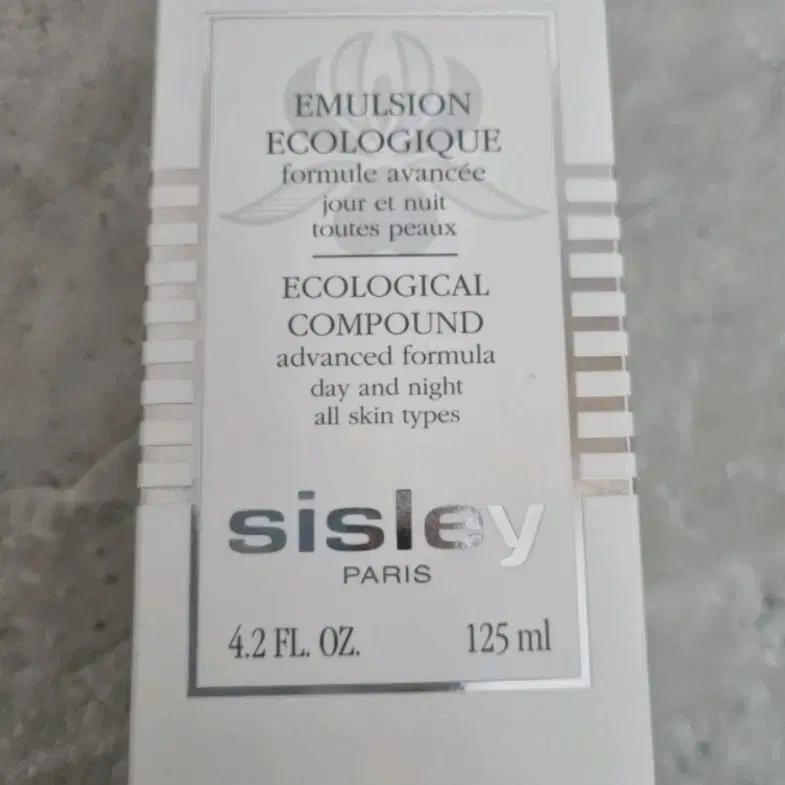 EMULSION
ECOLOGIQUE
formule avancée
jour et nuit
toutes peaux
ECOLOGICAL
COMPOUND
advanced formula
day and night
all skin types
sisley
PARIS
4.2 FL. OZ. 125 ml